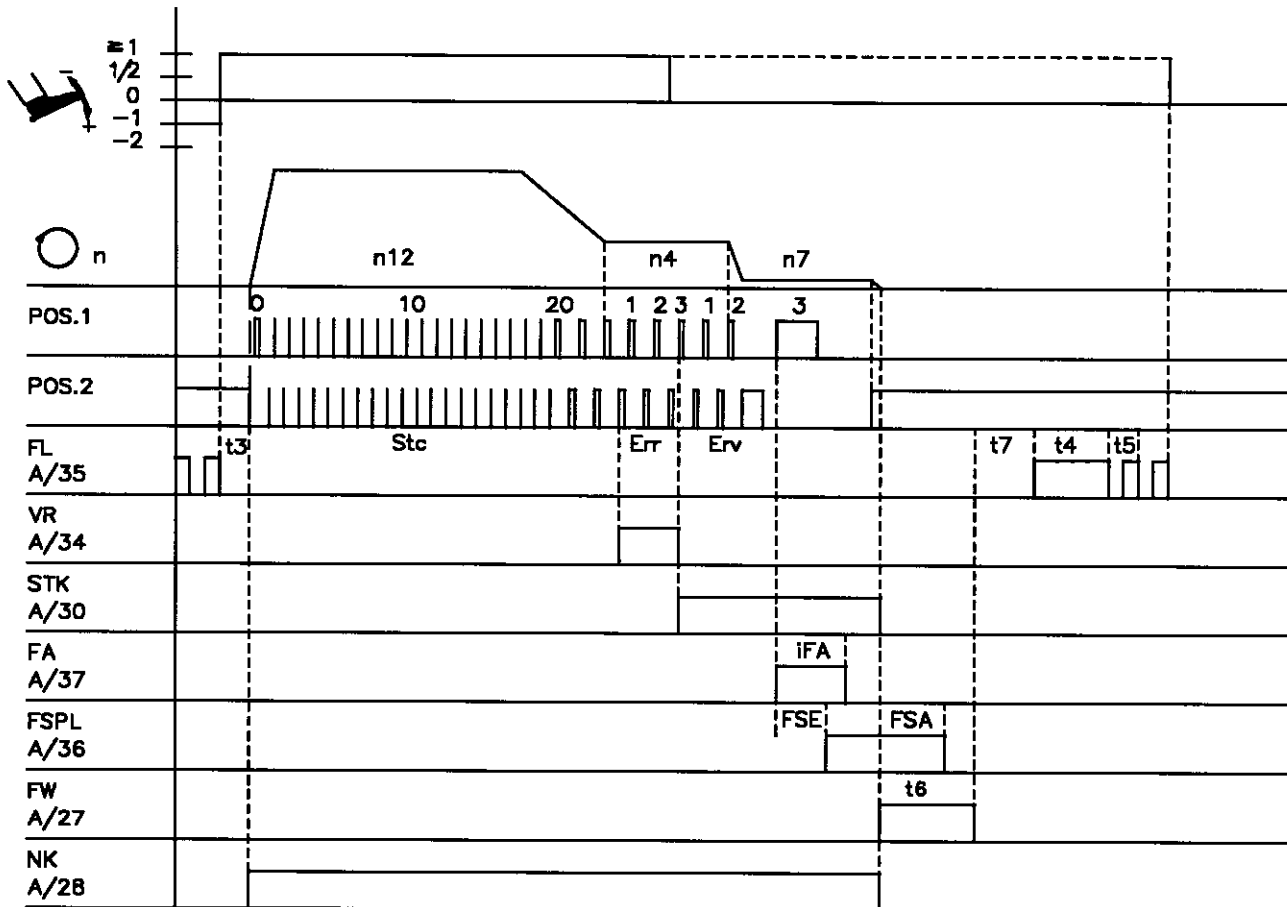 ≥1
1/2
0
-1
-2
- +
n
n12 n4 n7
POS.1
0 10 20 1 2 3 1 2 3
POS.2
FL
A/35
t3 Stc Err Erv t7 t4 t5
VR
A/34
STK
A/30
FA
A/37
iFA
FSPL
A/36
FSE FSA
FW
A/27
t6
NK
A/28